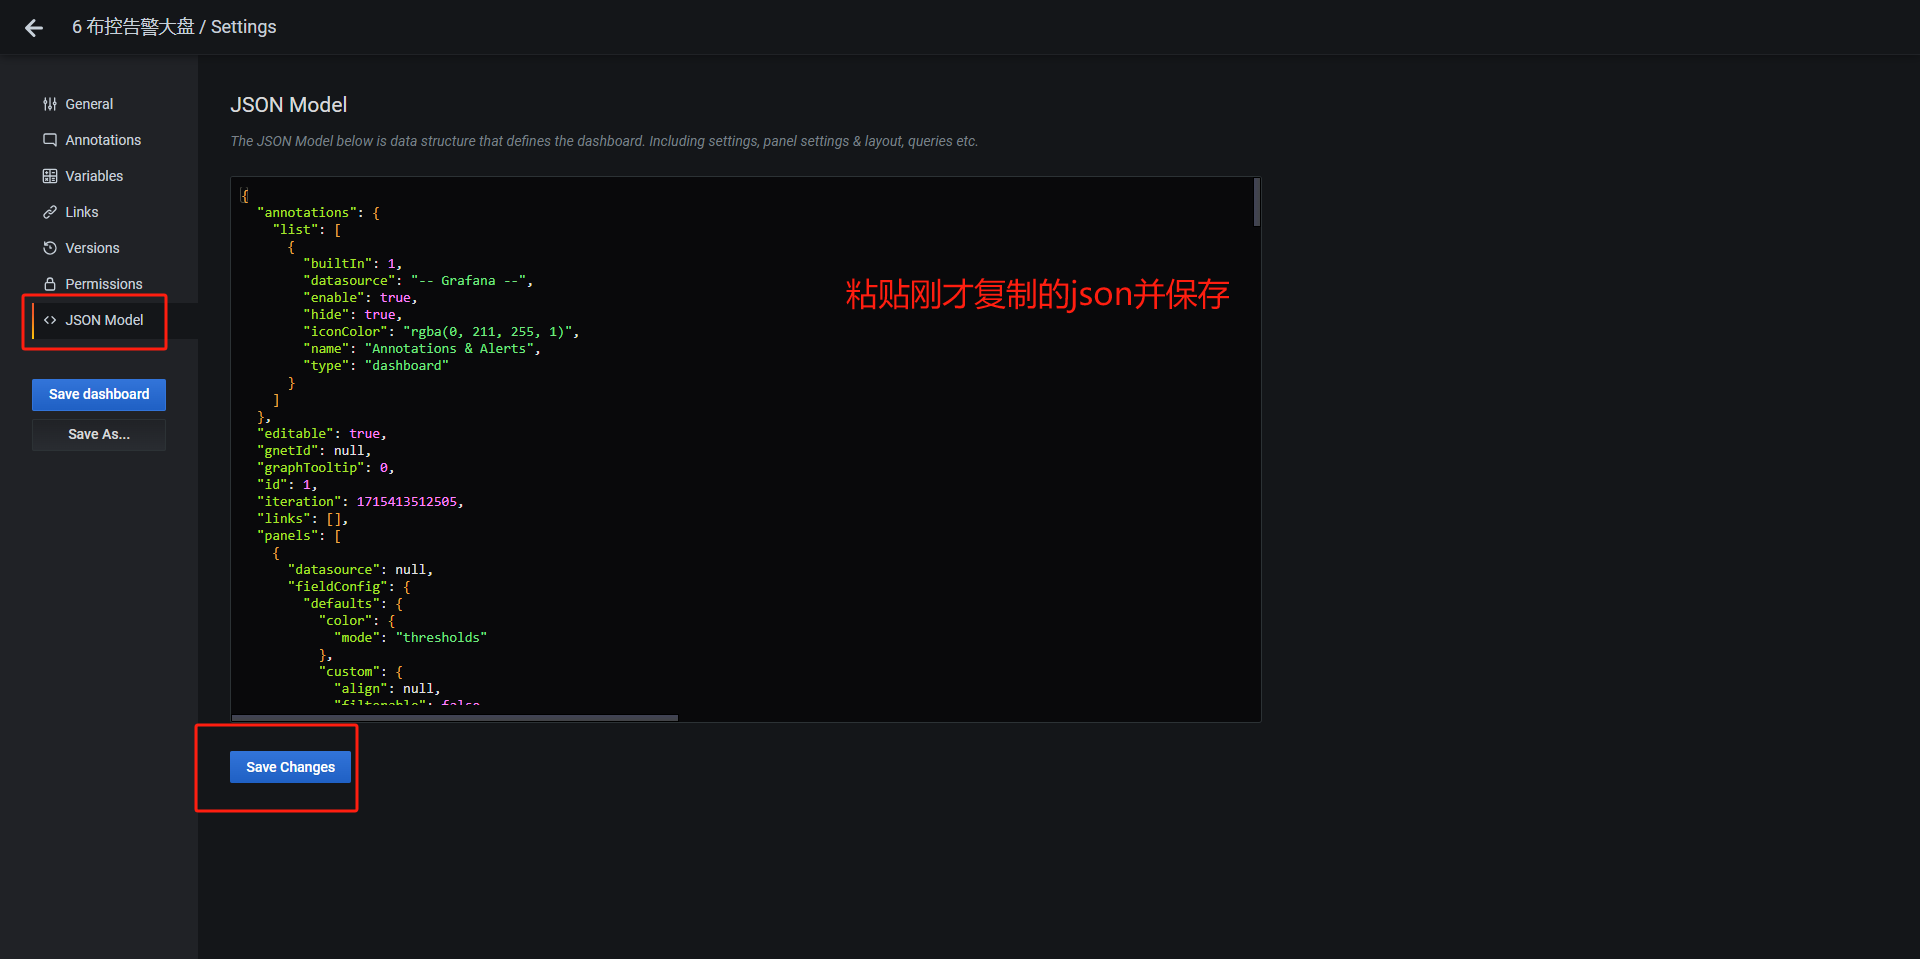 6 布控告警大盘 / Settings
General
Annotations
Variables
Links
Versions
Permissions
JSON Model
Save dashboard
Save As...
JSON Model
The JSON Model below is data structure that defines the dashboard. Including settings, panel settings & layout, queries etc.
{
  "annotations": {
    "list": [
      {
        "builtIn": 1,
        "datasource": "-- Grafana --",
        "enable": true,
        "hide": true,
        "iconColor": "rgba(0, 211, 255, 1)",
        "name": "Annotations & Alerts",
        "type": "dashboard"
      }
    ]
  },
  "editable": true,
  "gnetId": null,
  "graphTooltip": 0,
  "id": 1,
  "iteration": 1715413512505,
  "links": [],
  "panels": [
    {
      "datasource": null,
      "fieldConfig": {
        "defaults": {
          "color": {
            "mode": "thresholds"
          },
          "custom": {
            "align": null,
            "filterable": false
粘贴刚才复制的json并保存
Save Changes